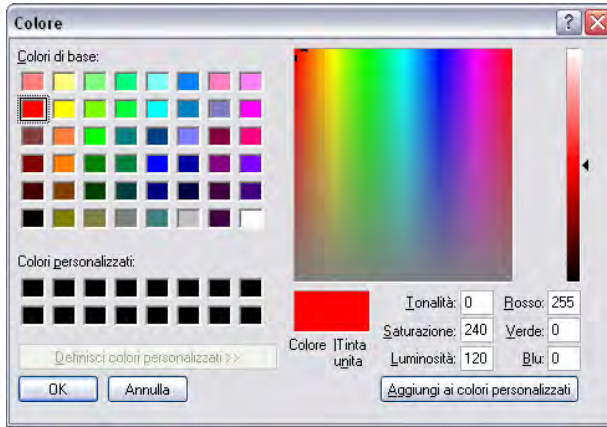 Colore
?
Colori di base:
Colori personalizzati:
Definisci colori personalizzati >>
OK Annulla
Colore |Tinta
unita
Tonalità: 0 Rosso: 255
Saturazione: 240 Verde: 0
Luminosità: 120 Blu: 0
Aggiungi ai colori personalizzati